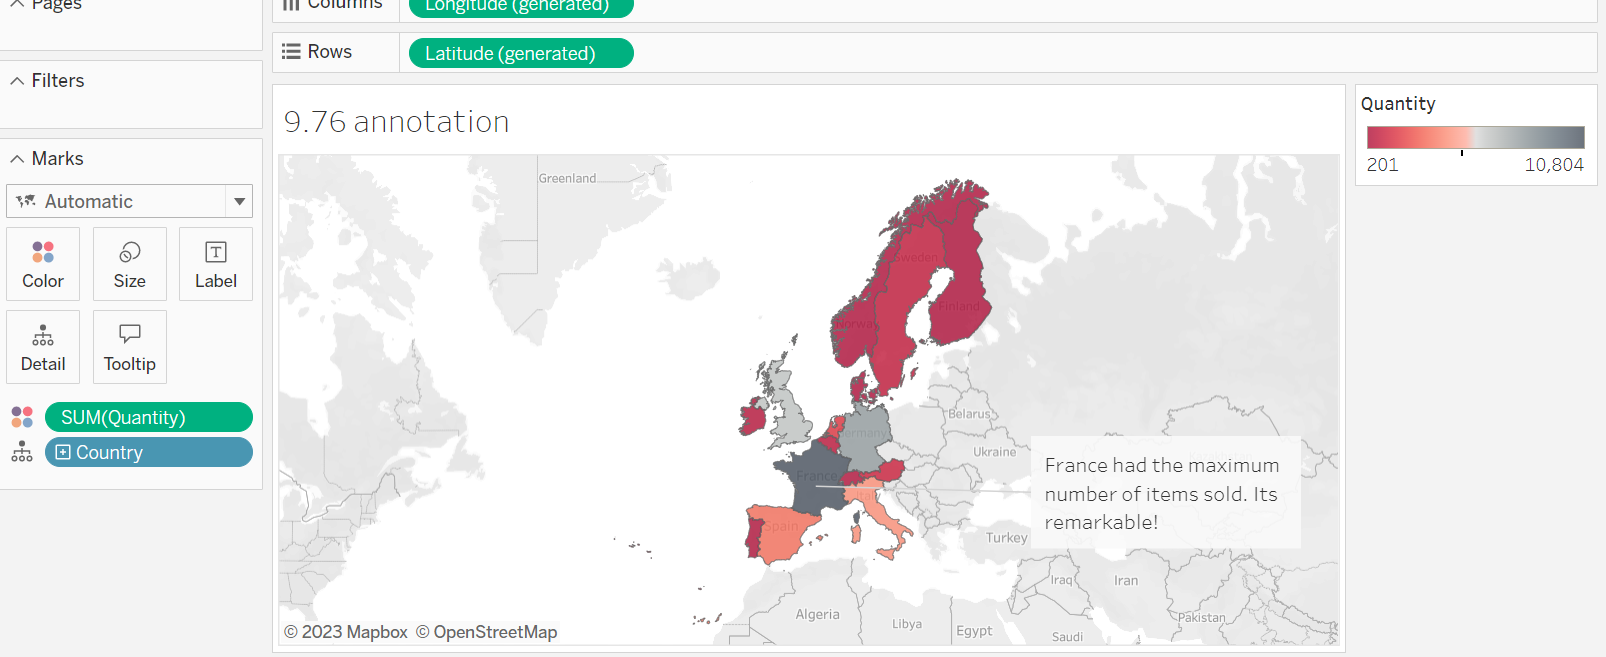 Pages
Columns
Longitude (generated)
Rows
Latitude (generated)
Filters
Marks
Automatic
Color
Size
Label
Detail
Tooltip
SUM(Quantity)
Country
9.76 annotation
Greenland
Sweden
Finland
Norway
Belarus
Germany
Ukraine
France
Italy
Spain
Turkey
Iraq
Iran
Algeria
Libya
Egypt
Pakistan
Saudi
France had the maximum
number of items sold. Its
remarkable!
© 2023 Mapbox © OpenStreetMap
Quantity
201 10,804